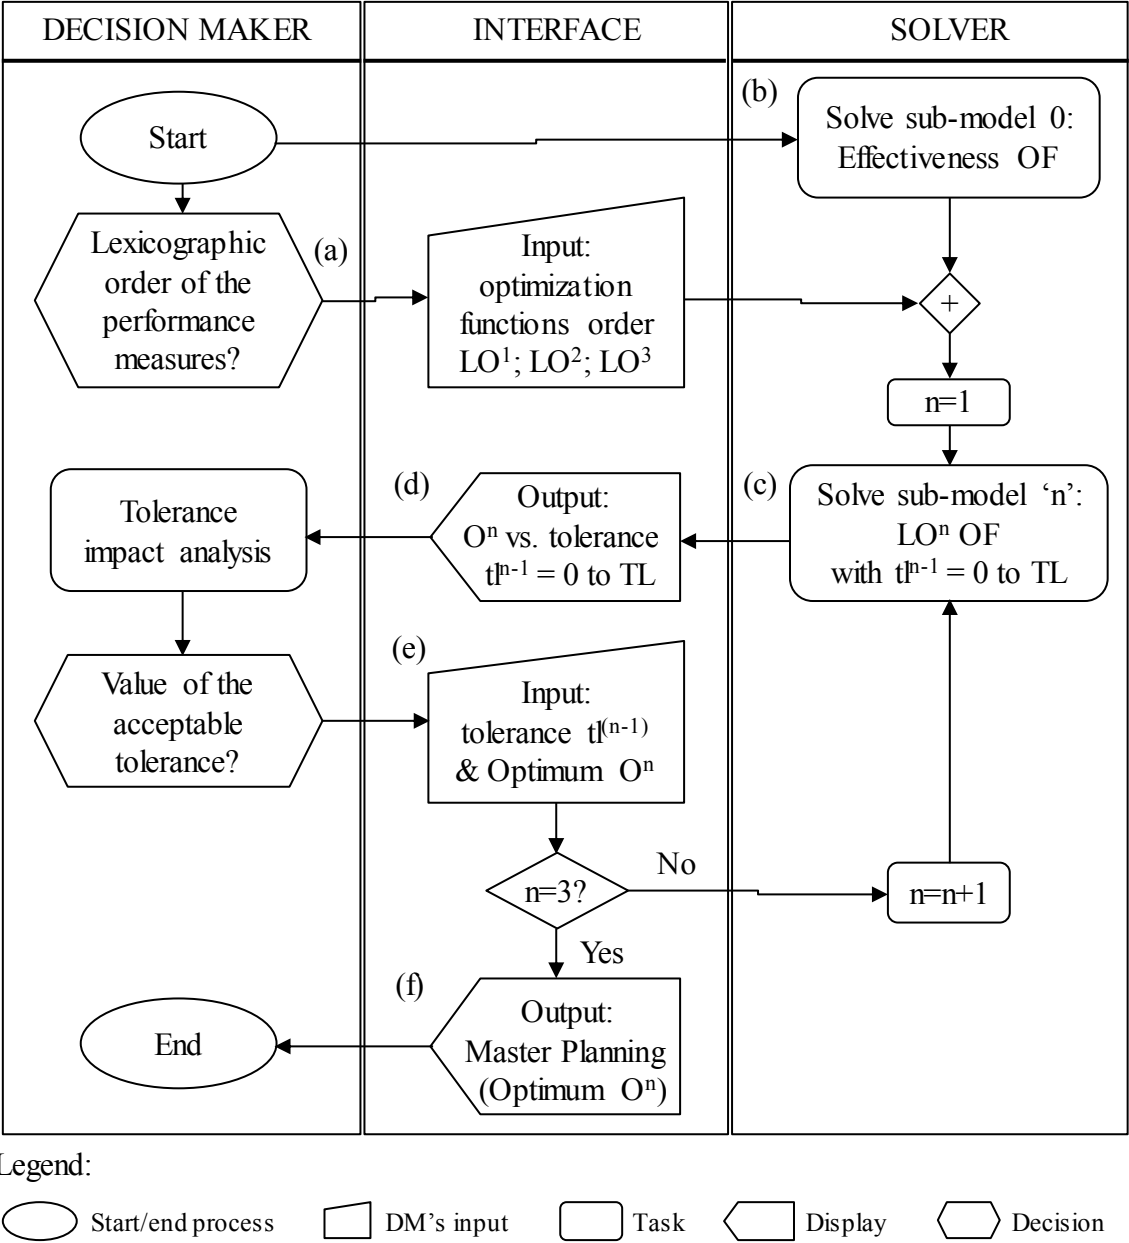 DECISION MAKER
INTERFACE
SOLVER
Start
(b)
Solve sub-model 0:
Effectiveness OF
Lexicographic
order of the
performance
measures?
(a)
Input:
optimization
functions order
LO¹; LO²; LO³
+
n=1
Tolerance
impact analysis
(d)
Output:
Oⁿ vs. tolerance
tlⁿ⁻¹ = 0 to TL
(c)
Solve sub-model ‘n’:
LOⁿ OF
with tlⁿ⁻¹ = 0 to TL
Value of the
acceptable
tolerance?
(e)
Input:
tolerance tl⁽ⁿ⁻¹⁾
& Optimum Oⁿ
n=3?
No
n=n+1
Yes
(f)
Output:
Master Planning
(Optimum Oⁿ)
End
Legend:
Start/end process
DM’s input
Task
Display
Decision